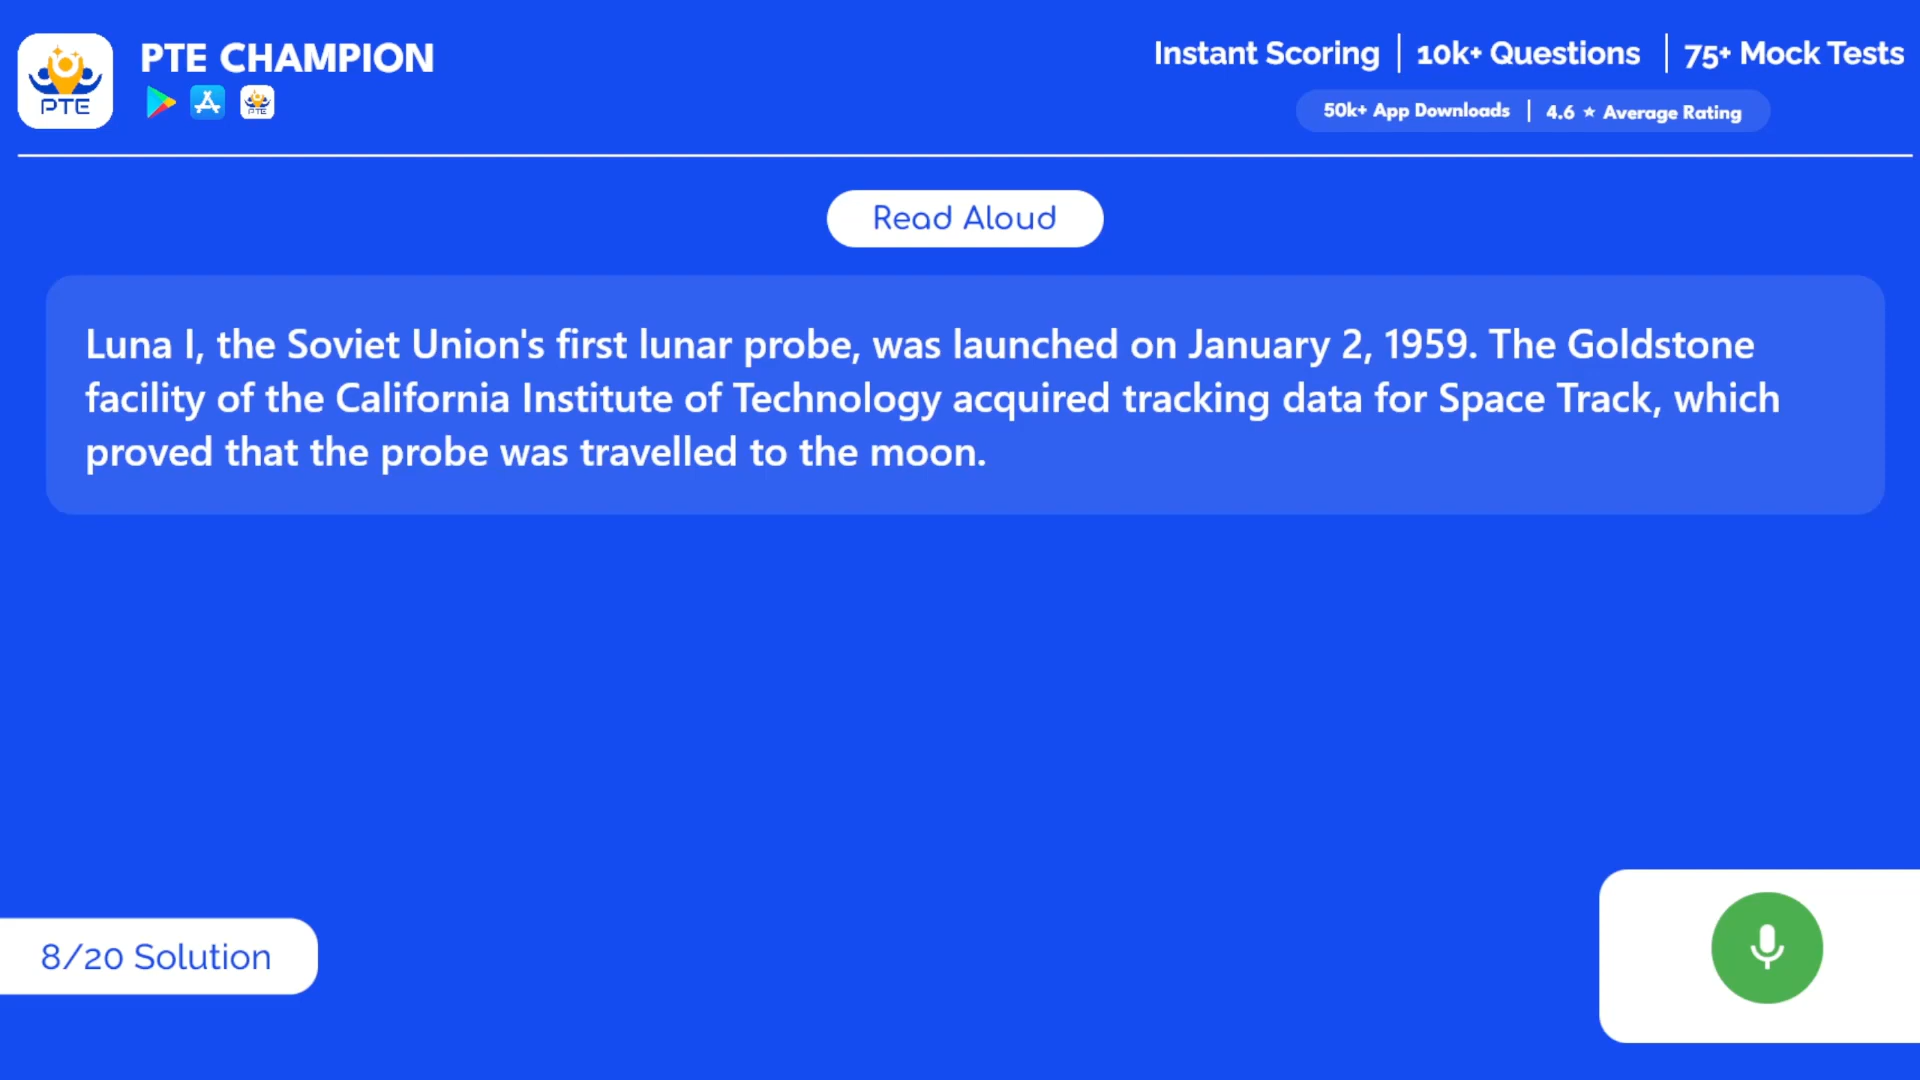 PTE CHAMPION
PTE
PTE
Instant Scoring | 10k+ Questions | 75+ Mock Tests
50k+ App Downloads | 4.6 ★ Average Rating
Read Aloud
Luna I, the Soviet Union's first lunar probe, was launched on January 2, 1959. The Goldstone
facility of the California Institute of Technology acquired tracking data for Space Track, which
proved that the probe was travelled to the moon.
8/20 Solution